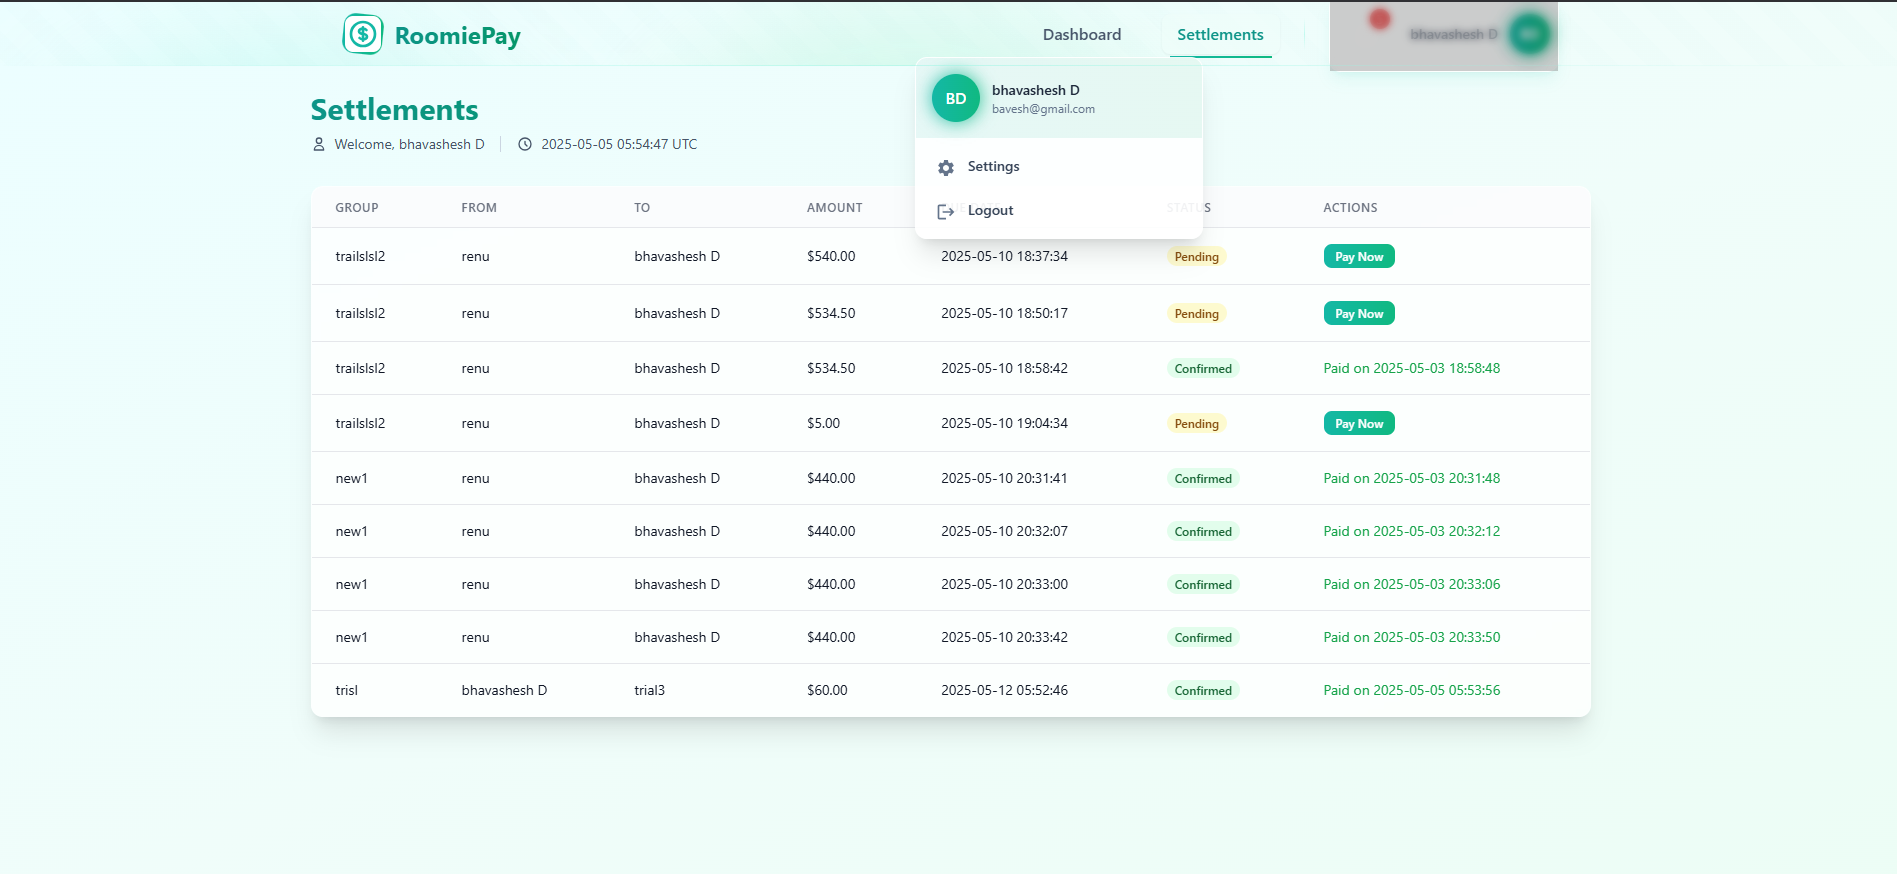 RoomiePay
Dashboard
Settlements
bhavashesh D
BD
bhavashesh D
bavesh@gmail.com
Settings
Logout
Settlements
Welcome, bhavashesh D
2025-05-05 05:54:47 UTC
GROUP FROM TO AMOUNT STATUS ACTIONS
trailslsl2 renu bhavashesh D $540.00 2025-05-10 18:37:34 Pending Pay Now
trailslsl2 renu bhavashesh D $534.50 2025-05-10 18:50:17 Pending Pay Now
trailslsl2 renu bhavashesh D $534.50 2025-05-10 18:58:42 Confirmed Paid on 2025-05-03 18:58:48
trailslsl2 renu bhavashesh D $5.00 2025-05-10 19:04:34 Pending Pay Now
new1 renu bhavashesh D $440.00 2025-05-10 20:31:41 Confirmed Paid on 2025-05-03 20:31:48
new1 renu bhavashesh D $440.00 2025-05-10 20:32:07 Confirmed Paid on 2025-05-03 20:32:12
new1 renu bhavashesh D $440.00 2025-05-10 20:33:00 Confirmed Paid on 2025-05-03 20:33:06
new1 renu bhavashesh D $440.00 2025-05-10 20:33:42 Confirmed Paid on 2025-05-03 20:33:50
trisl bhavashesh D trial3 $60.00 2025-05-12 05:52:46 Confirmed Paid on 2025-05-05 05:53:56